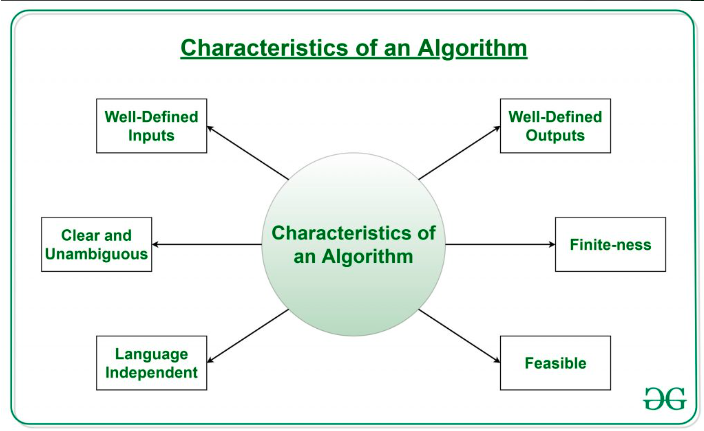 Characteristics of an Algorithm
Well-Defined
Inputs
Well-Defined
Outputs
Clear and
Unambiguous
Characteristics of
an Algorithm
Finite-ness
Language
Independent
Feasible